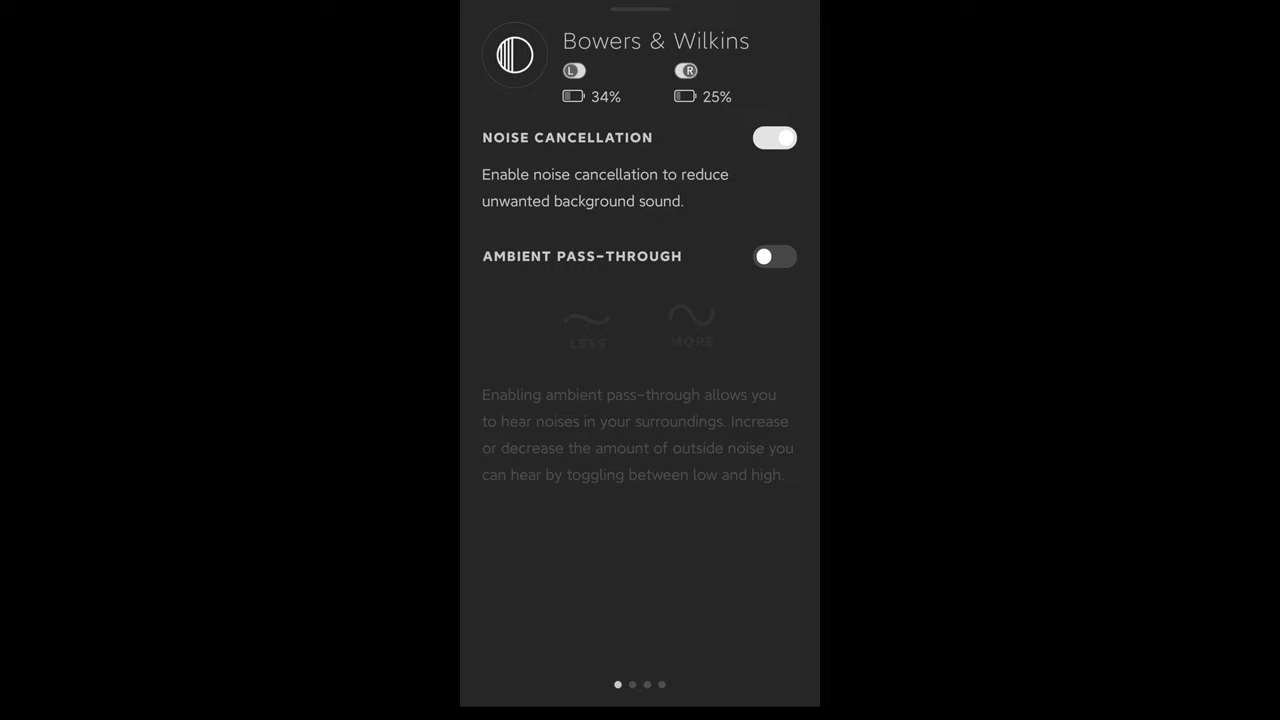 Bowers & Wilkins
L R
34% 25%
NOISE CANCELLATION
Enable noise cancellation to reduce
unwanted background sound.
AMBIENT PASS-THROUGH
LESS MORE
Enabling ambient pass-through allows you
to hear noises in your surroundings. Increase
or decrease the amount of outside noise you
can hear by toggling between low and high.